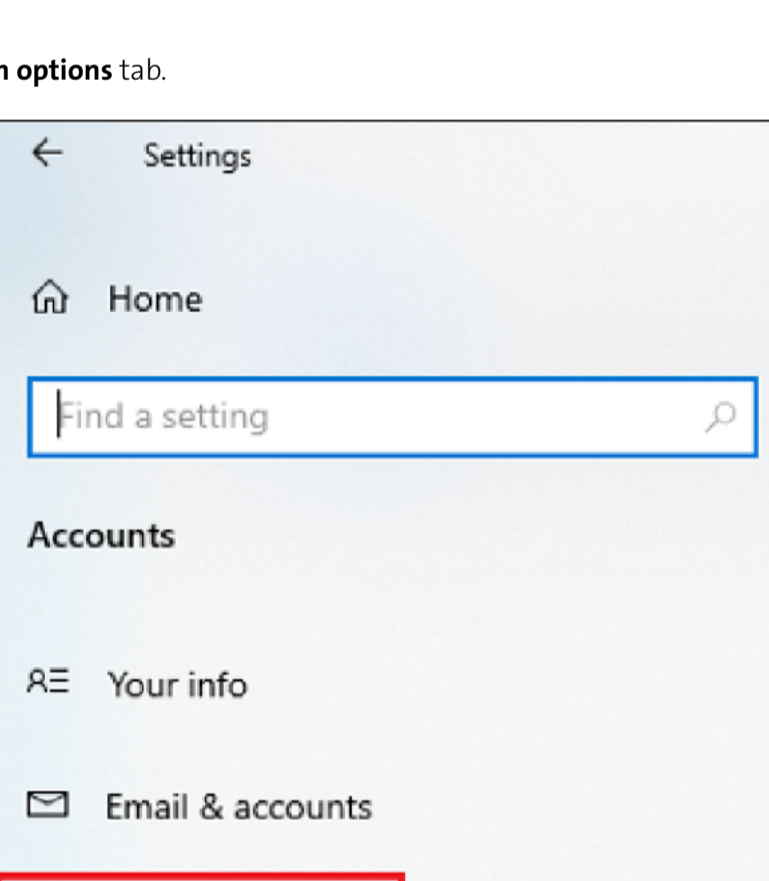 options tab.
Settings
Home
Find a setting
Accounts
Your info
Email & accounts